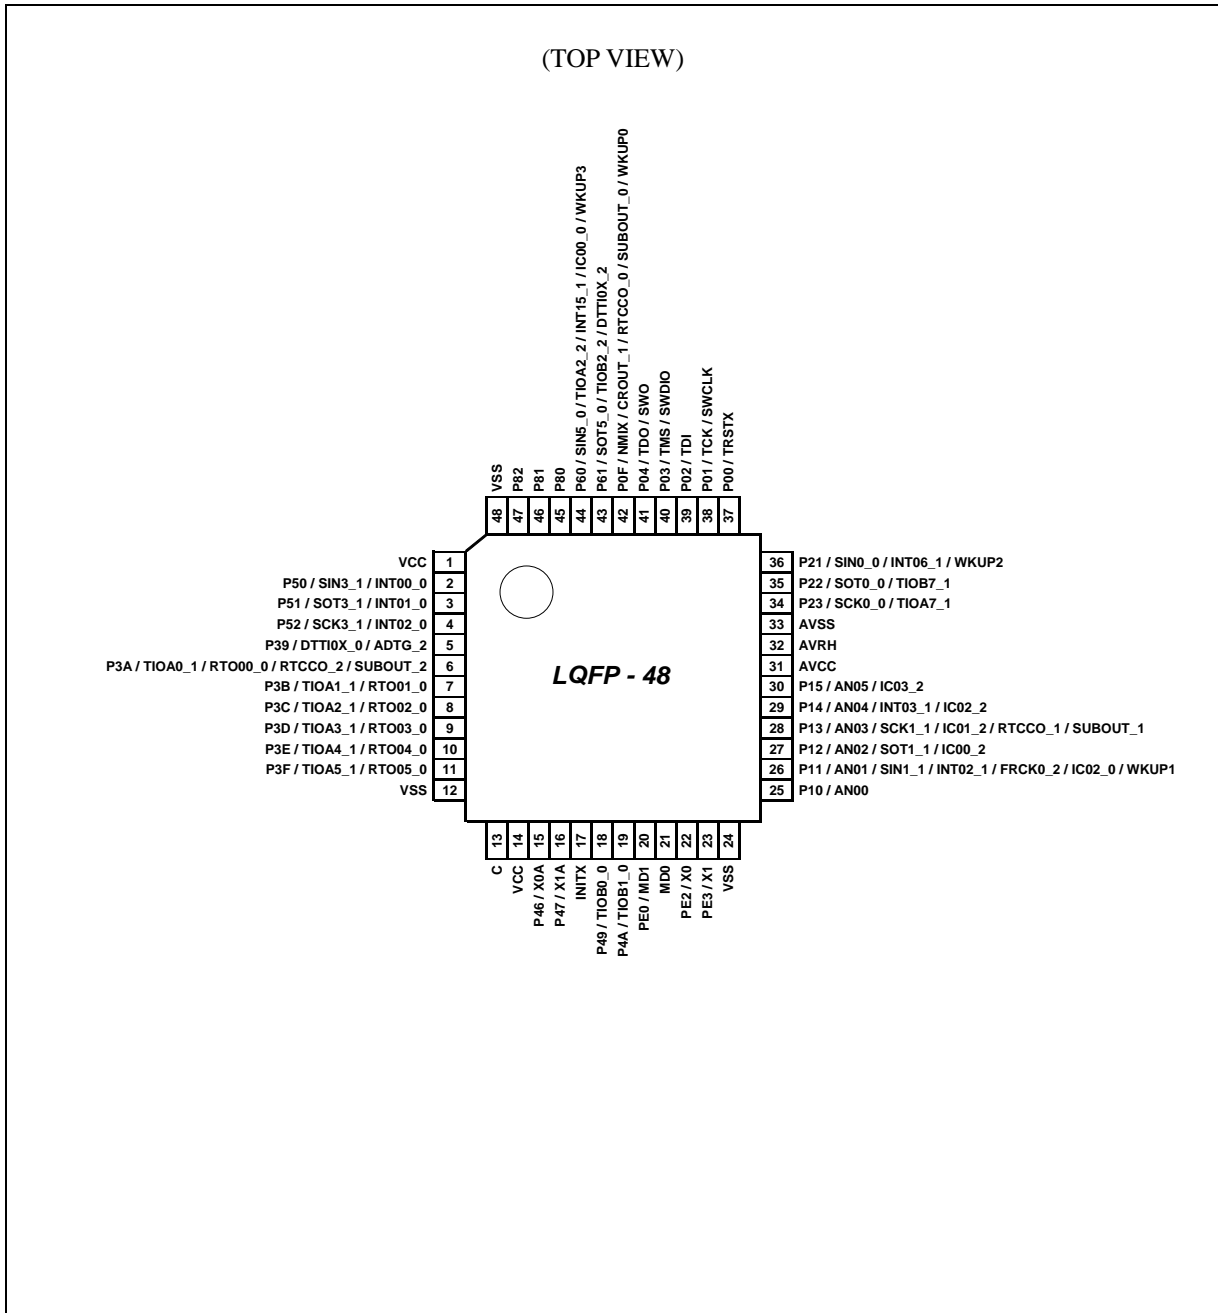 (TOP VIEW)
VSS
P82
P81
P80
P60 / SIN5_0 / TIOA2_2 / INT15_1 / IC00_0 / WKUP3
P61 / SOT5_0 / TIOB2_2 / DTTI0X_2
P0F / NMIX / CROUT_1 / RTCCO_0 / SUBOUT_0 / WKUP0
P04 / TDO / SWO
P03 / TMS / SWDIO
P02 / TDI
P01 / TCK / SWCLK
P00 / TRSTX
48 47 46 45 44 43 42 41 40 39 38 37
VCC 1
P50 / SIN3_1 / INT00_0 2
P51 / SOT3_1 / INT01_0 3
P52 / SCK3_1 / INT02_0 4
P39 / DTTI0X_0 / ADTG_2 5
P3A / TIOA0_1 / RTO00_0 / RTCCO_2 / SUBOUT_2 6
P3B / TIOA1_1 / RTO01_0 7
P3C / TIOA2_1 / RTO02_0 8
P3D / TIOA3_1 / RTO03_0 9
P3E / TIOA4_1 / RTO04_0 10
P3F / TIOA5_1 / RTO05_0 11
VSS 12
LQFP - 48
36 P21 / SIN0_0 / INT06_1 / WKUP2
35 P22 / SOT0_0 / TIOB7_1
34 P23 / SCK0_0 / TIOA7_1
33 AVSS
32 AVRH
31 AVCC
30 P15 / AN05 / IC03_2
29 P14 / AN04 / INT03_1 / IC02_2
28 P13 / AN03 / SCK1_1 / IC01_2 / RTCCO_1 / SUBOUT_1
27 P12 / AN02 / SOT1_1 / IC00_2
26 P11 / AN01 / SIN1_1 / INT02_1 / FRCK0_2 / IC02_0 / WKUP1
25 P10 / AN00
13 14 15 16 17 18 19 20 21 22 23 24
C
VCC
P46 / X0A
P47 / X1A
INITX
P49 / TIOB0_0
P4A / TIOB1_0
PE0 / MD1
MD0
PE2 / X0
PE3 / X1
VSS